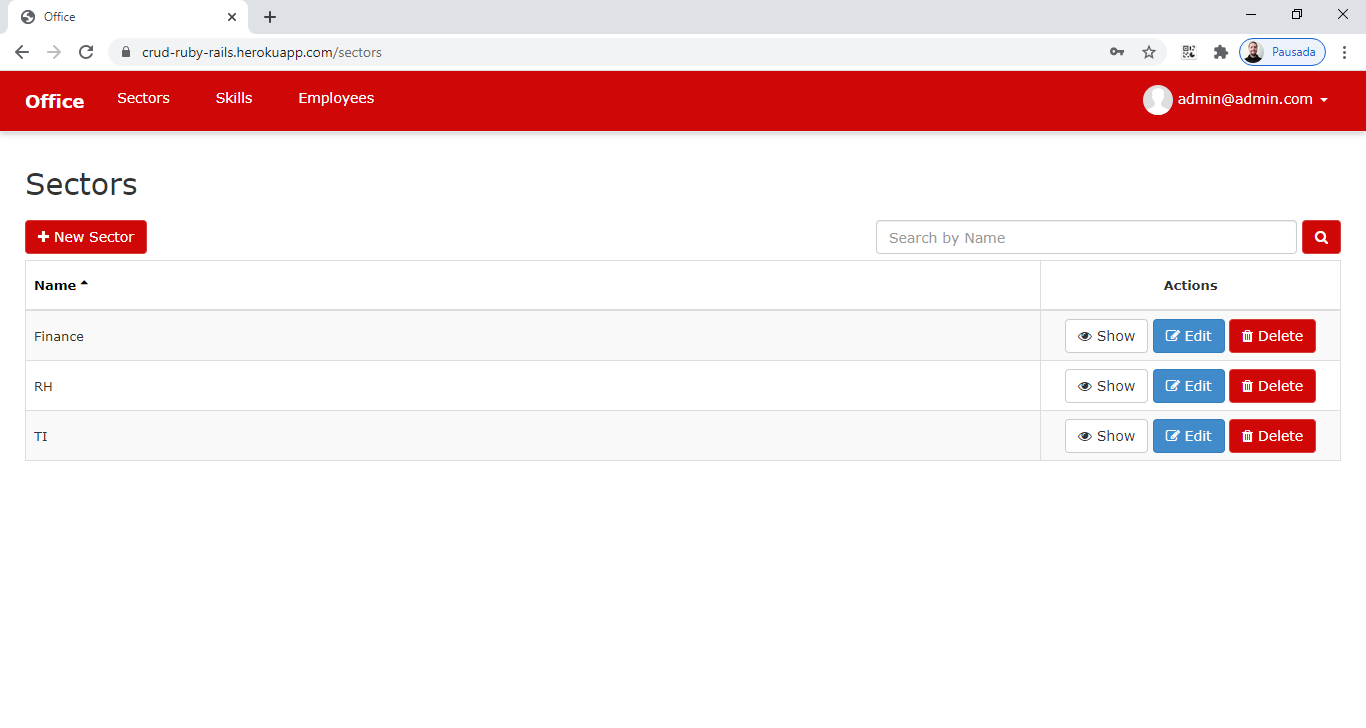 Office
crud-ruby-rails.herokuapp.com/sectors
Pausada
Office Sectors Skills Employees admin@admin.com
Sectors
New Sector Search by Name
Name Actions
Finance Show Edit Delete
RH Show Edit Delete
TI Show Edit Delete